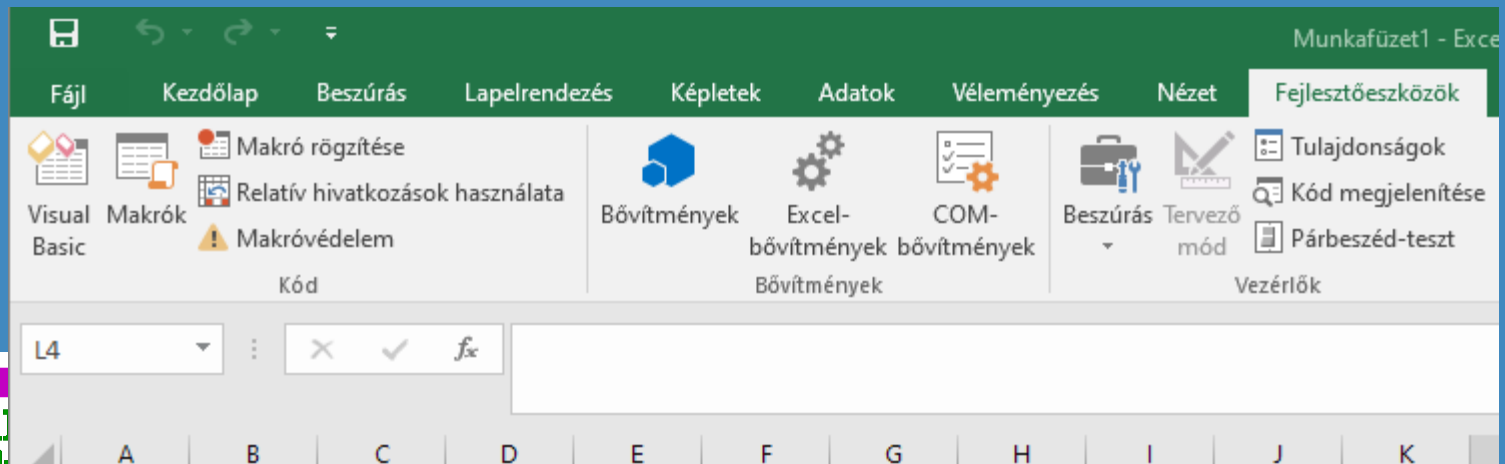 Munkafüzet1 - Exce
Fájl Kezdőlap Beszúrás Lapelrendezés Képletek Adatok Véleményezés Nézet Fejlesztőeszközök
Visual Basic
Makrók
Makró rögzítése
Relatív hivatkozások használata
Makróvédelem
Kód
Bővítmények
Excel-bővítmények
COM-bővítmények
Bővítmények
Beszúrás
Tervező mód
Tulajdonságok
Kód megjelenítése
Párbeszéd-teszt
Vezérlők
L4 fx
A B C D E F G H I J K